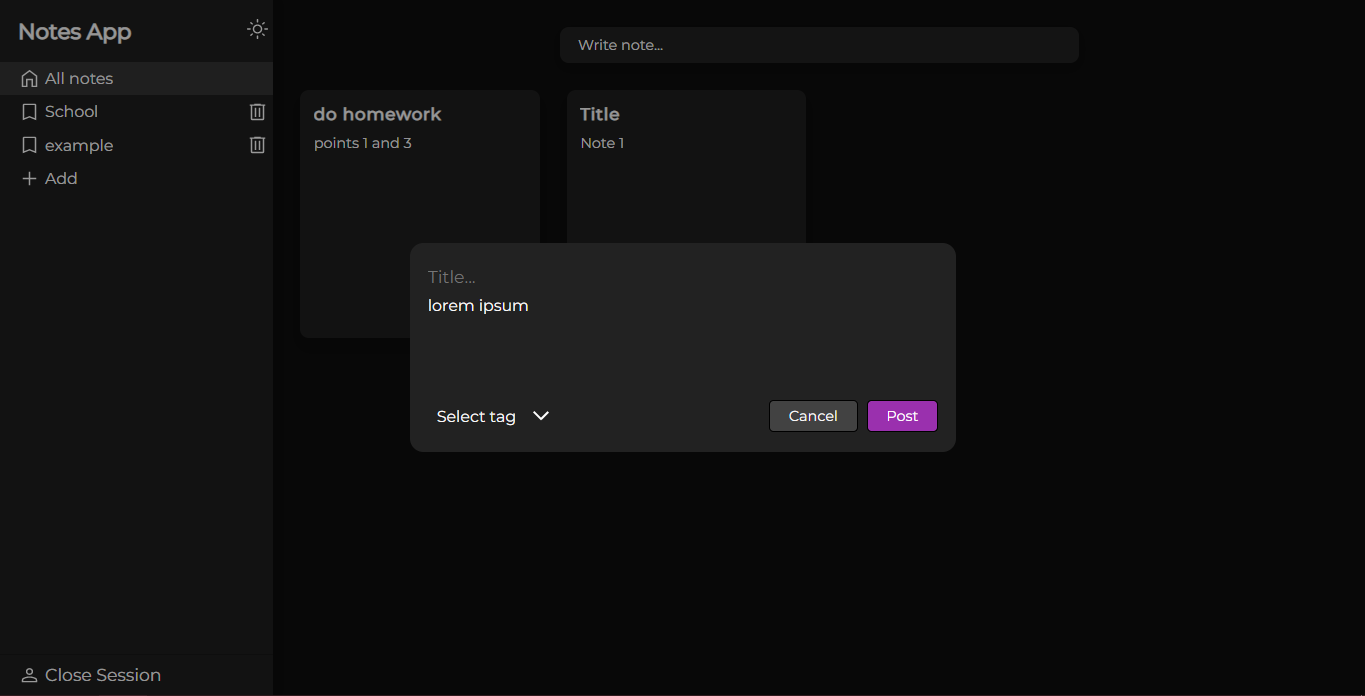 Notes App
All notes
School
example
Add
Close Session
Write note...
do homework
points 1 and 3
Title
Note 1
Title...
lorem ipsum
Select tag
Cancel
Post